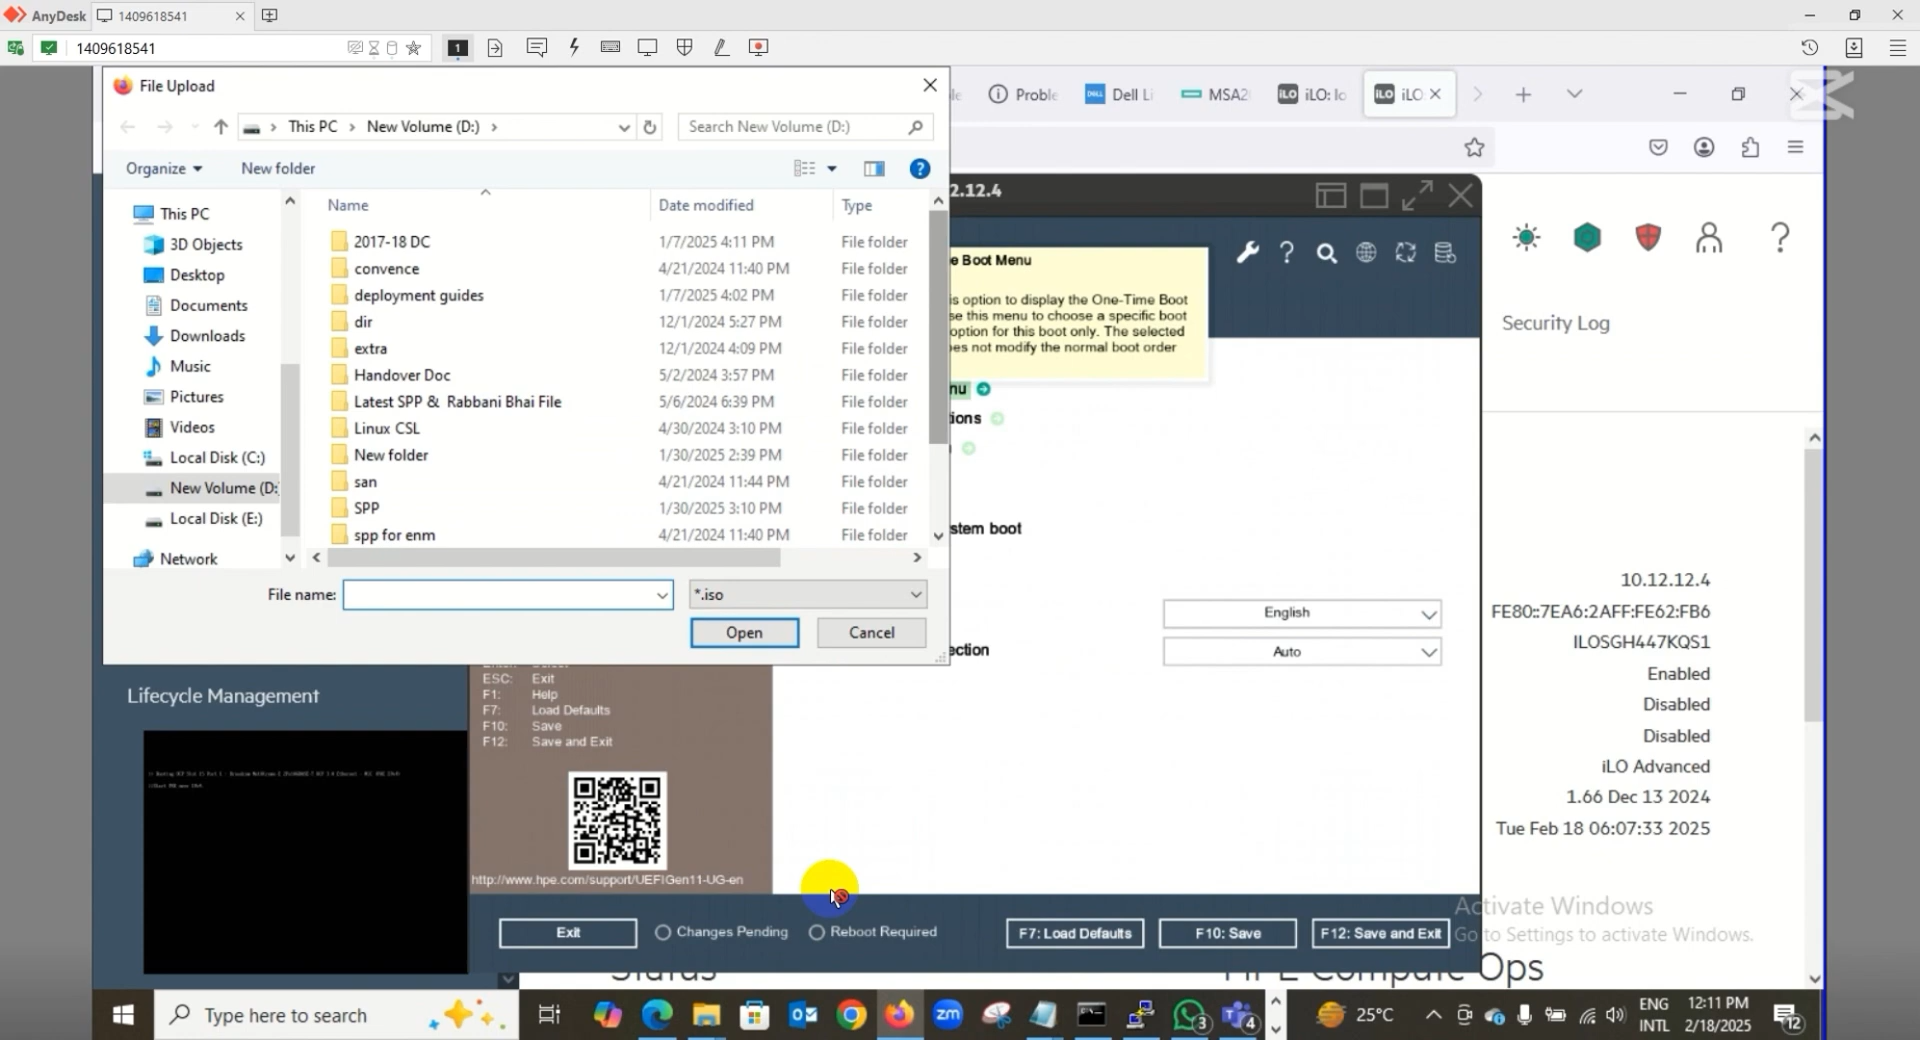 AnyDesk
1409618541
1409618541
1
File Upload
This PC
New Volume (D:)
Search New Volume (D:)
Organize
New folder
Name
Date modified
Type
This PC
3D Objects
Desktop
Documents
Downloads
Music
Pictures
Videos
Local Disk (C:)
New Volume (D:
Local Disk (E:)
Network
2017-18 DC 1/7/2025 4:11 PM File folder
convence 4/21/2024 11:40 PM File folder
deployment guides 1/7/2025 4:02 PM File folder
dir 12/1/2024 5:27 PM File folder
extra 12/1/2024 4:09 PM File folder
Handover Doc 5/2/2024 3:57 PM File folder
Latest SPP & Rabbani Bhai File 5/6/2024 6:39 PM File folder
Linux CSL 4/30/2024 3:10 PM File folder
New folder 1/30/2025 2:39 PM File folder
san 4/21/2024 11:44 PM File folder
SPP 1/30/2025 3:10 PM File folder
spp for enm 4/21/2024 11:40 PM File folder
File name:
*.iso
Open
Cancel
Proble
Dell Li
MSA2
iLO: Io
iLO:
2.12.4
e Boot Menu
is option to display the One-Time Boot
se this menu to choose a specific boot
option for this boot only. The selected
es not modify the normal boot order
nu
tions
stem boot
English
ection
Auto
Security Log
10.12.12.4
FE80::7EA6:2AFF:FE62:FB6
ILOSGH447KQS1
Enabled
Disabled
Disabled
iLO Advanced
1.66 Dec 13 2024
Tue Feb 18 06:07:33 2025
Lifecycle Management
ESC: Exit
F1: Help
F7: Load Defaults
F10: Save
F12: Save and Exit
http://www.hpe.com/support/UEFIGen11-UG-en
Exit
Changes Pending
Reboot Required
F7: Load Defaults
F10: Save
F12: Save and Exit
Activate Windows
Go to Settings to activate Windows.
Status
HPE Compute Ops
Type here to search
zm
3
4
25°C
ENG
INTL
12:11 PM
2/18/2025
12